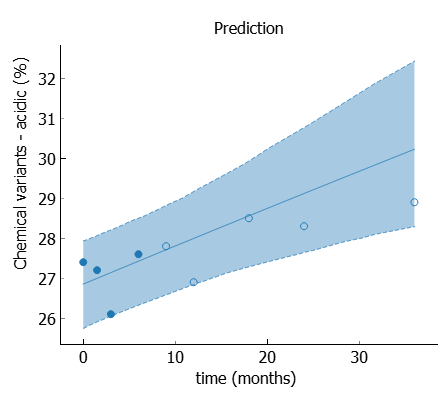 Prediction
Chemical variants - acidic (%)
32
31
30
29
28
27
26
0 10 20 30
time (months)